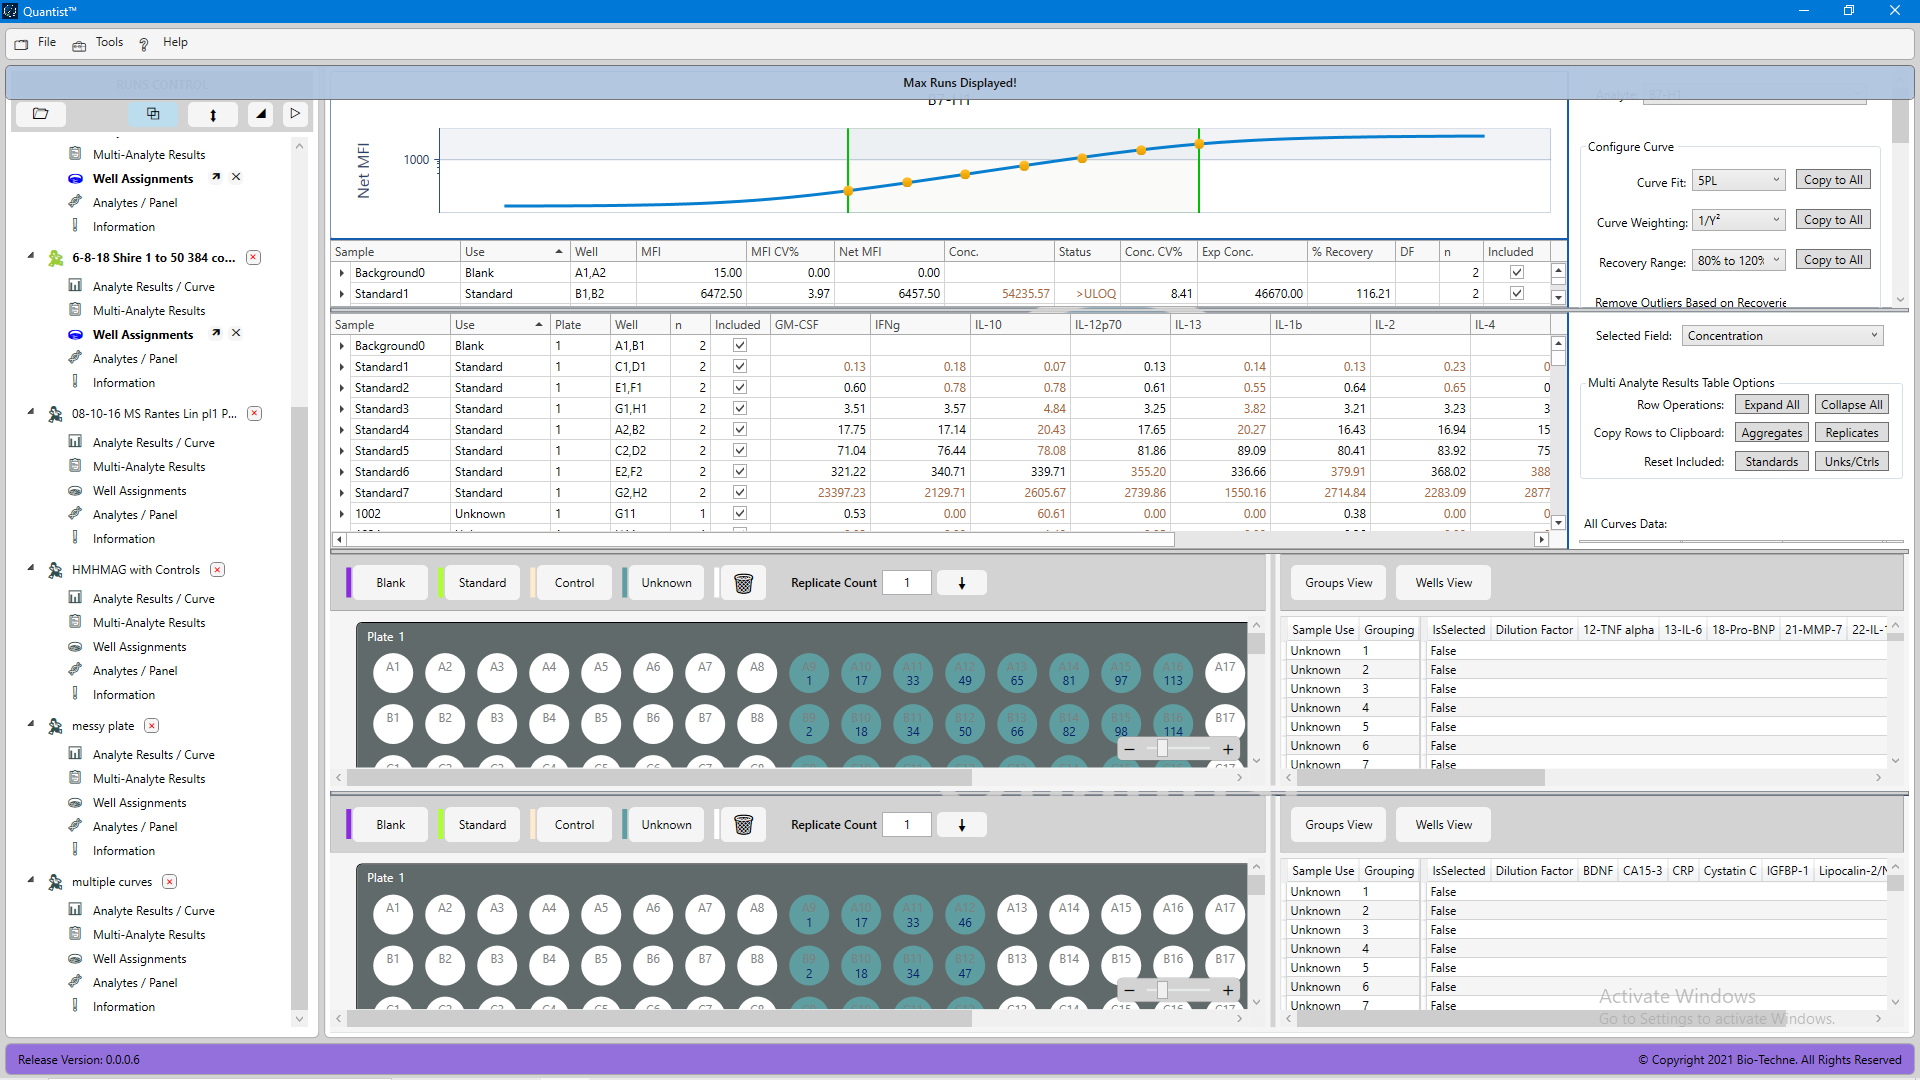 Quantist™
File Tools Help
Max Runs Displayed!
RUNS CONTROL
Multi-Analyte Results
Well Assignments
Analytes / Panel
Information
6-8-18 Shire 1 to 50 384 co...
Analyte Results / Curve
Multi-Analyte Results
Well Assignments
Analytes / Panel
Information
08-10-16 MS Rantes Lin pl1 P...
Analyte Results / Curve
Multi-Analyte Results
Well Assignments
Analytes / Panel
Information
HMHMAG with Controls
Analyte Results / Curve
Multi-Analyte Results
Well Assignments
Analytes / Panel
Information
messy plate
Analyte Results / Curve
Multi-Analyte Results
Well Assignments
Analytes / Panel
Information
multiple curves
Analyte Results / Curve
Multi-Analyte Results
Well Assignments
Analytes / Panel
Information
B7-H1
Net MFI
1000
Analyte: B7-H1
Configure Curve
Curve Fit: 5PL Copy to All
Curve Weighting: 1/Y² Copy to All
Recovery Range: 80% to 120% Copy to All
Remove Outliers Based on Recoverie
Sample Use Well MFI MFI CV% Net MFI Conc. Status Conc. CV% Exp Conc. % Recovery DF n Included
Background0 Blank A1,A2 15.00 0.00 0.00 2
Standard1 Standard B1,B2 6472.50 3.97 6457.50 54235.57 >ULOQ 8.41 46670.00 116.21 2
Sample Use Plate Well n Included GM-CSF IFNg IL-10 IL-12p70 IL-13 IL-1b IL-2 IL-4
Background0 Blank 1 A1,B1 2
Standard1 Standard 1 C1,D1 2 0.13 0.18 0.07 0.13 0.14 0.13 0.23 0
Standard2 Standard 1 E1,F1 2 0.60 0.78 0.78 0.61 0.55 0.64 0.65 0
Standard3 Standard 1 G1,H1 2 3.51 3.57 4.84 3.25 3.82 3.21 3.23 3
Standard4 Standard 1 A2,B2 2 17.75 17.14 20.43 17.65 20.27 16.43 16.94 15
Standard5 Standard 1 C2,D2 2 71.04 76.44 78.08 81.86 89.09 80.41 83.92 75
Standard6 Standard 1 E2,F2 2 321.22 340.71 339.71 355.20 336.66 379.91 368.02 388
Standard7 Standard 1 G2,H2 2 23397.23 2129.71 2605.67 2739.86 1550.16 2714.84 2283.09 2877
1002 Unknown 1 G11 1 0.53 0.00 60.61 0.00 0.00 0.38 0.00 0
Selected Field: Concentration
Multi Analyte Results Table Options
Row Operations: Expand All Collapse All
Copy Rows to Clipboard: Aggregates Replicates
Reset Included: Standards Unks/Ctrls
All Curves Data:
Blank Standard Control Unknown Replicate Count 1
Plate 1
A1 A2 A3 A4 A5 A6 A7 A8 A9 A10 A11 A12 A13 A14 A15 A16 A17
1 17 33 49 65 81 97 113
B1 B2 B3 B4 B5 B6 B7 B8 B9 B10 B11 B12 B13 B14 B15 B16 B17
2 18 34 50 66 82 98 114
Groups View Wells View
Sample Use Grouping IsSelected Dilution Factor 12-TNF alpha 13-IL-6 18-Pro-BNP 21-MMP-7 22-IL-
Unknown 1 False
Unknown 2 False
Unknown 3 False
Unknown 4 False
Unknown 5 False
Unknown 6 False
Unknown 7 False
Blank Standard Control Unknown Replicate Count 1
Plate 1
A1 A2 A3 A4 A5 A6 A7 A8 A9 A10 A11 A12 A13 A14 A15 A16 A17
1 17 33 46
B1 B2 B3 B4 B5 B6 B7 B8 B9 B10 B11 B12 B13 B14 B15 B16 B17
2 18 34 47
Groups View Wells View
Sample Use Grouping IsSelected Dilution Factor BDNF CA15-3 CRP Cystatin C IGFBP-1 Lipocalin-2/N
Unknown 1 False
Unknown 2 False
Unknown 3 False
Unknown 4 False
Unknown 5 False
Unknown 6 False
Unknown 7 False
Activate Windows
Go to Settings to activate Windows.
Release Version: 0.0.0.6
© Copyright 2021 Bio-Techne. All Rights Reserved